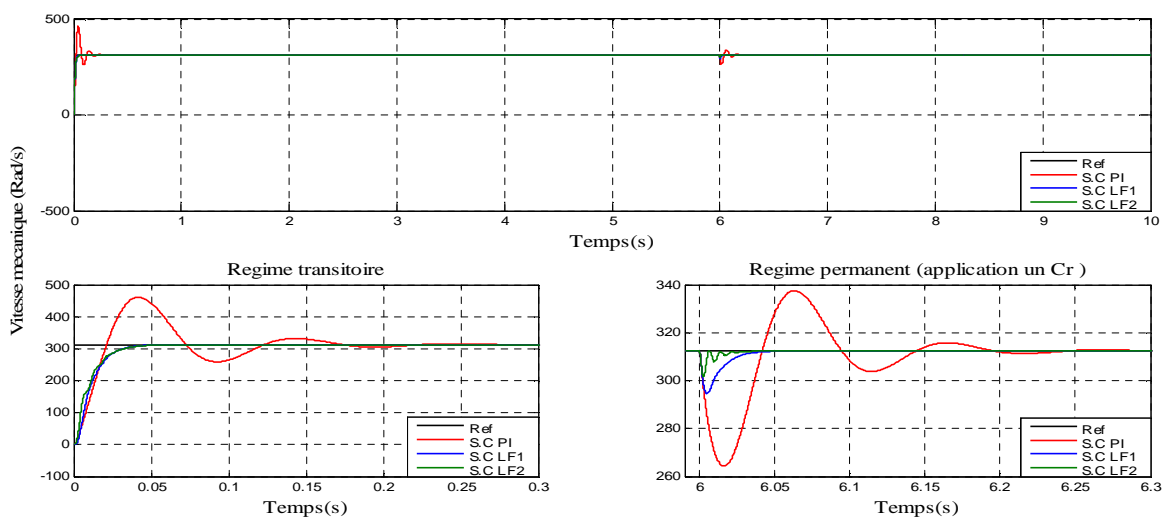 Vitesse mecanique (Rad/s)
500
0
-500
0 1 2 3 4 5 6 7 8 9 10
Temps(s)
Ref
S.C PI
S.C LF1
S.C LF2
Regime transitoire
500
400
300
200
100
0
-100
0 0.05 0.1 0.15 0.2 0.25 0.3
Temps(s)
Ref
S.C PI
S.C LF1
S.C LF2
Regime permanent (application un Cr )
340
320
300
280
260
6 6.05 6.1 6.15 6.2 6.25 6.3
Temps(s)
Ref
S.C PI
S.C LF1
S.C LF2